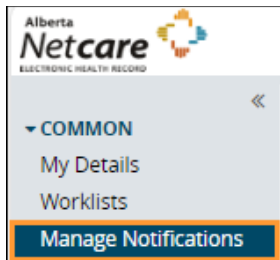 Alberta
Netcare
ELECTRONIC HEALTH RECORD
«
COMMON
My Details
Worklists
Manage Notifications